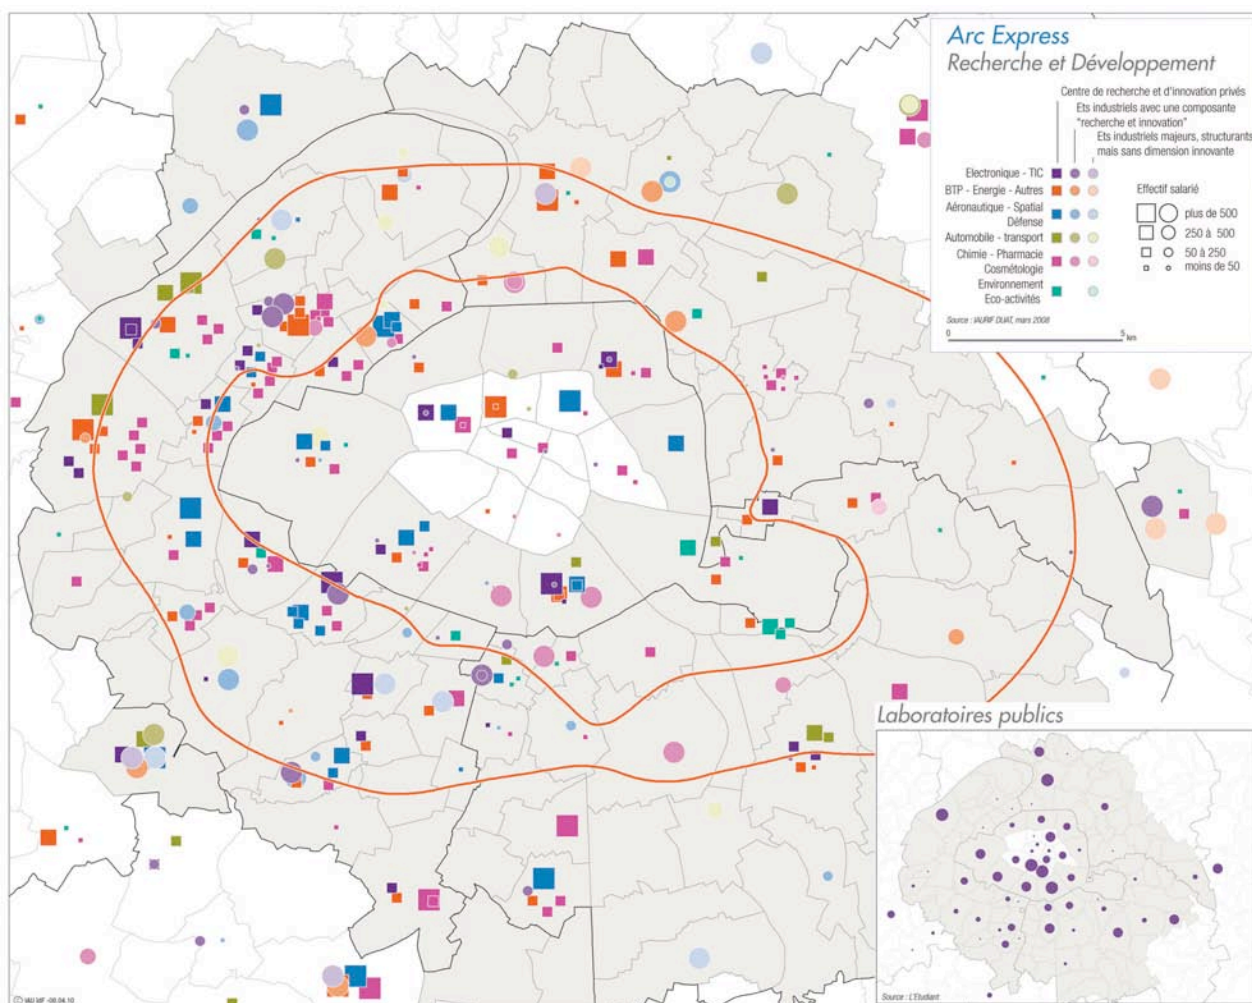 Arc Express
Recherche et Développement
Centre de recherche et d'innovation privés
Ets industriels avec une composante
"recherche et innovation"
Ets industriels majeurs, structurants
mais sans dimension innovante
Electronique - TIC
BTP - Energie - Autres
Aéronautique - Spatial
Défense
Automobile - transport
Chimie - Pharmacie
Cosmétologie
Environnement
Eco-activités
Effectif salarié
plus de 500
250 à 500
50 à 250
moins de 50
Source : IAURIF DUAT, mars 2008
0 5
km
Laboratoires publics
Source : L'Etudiant